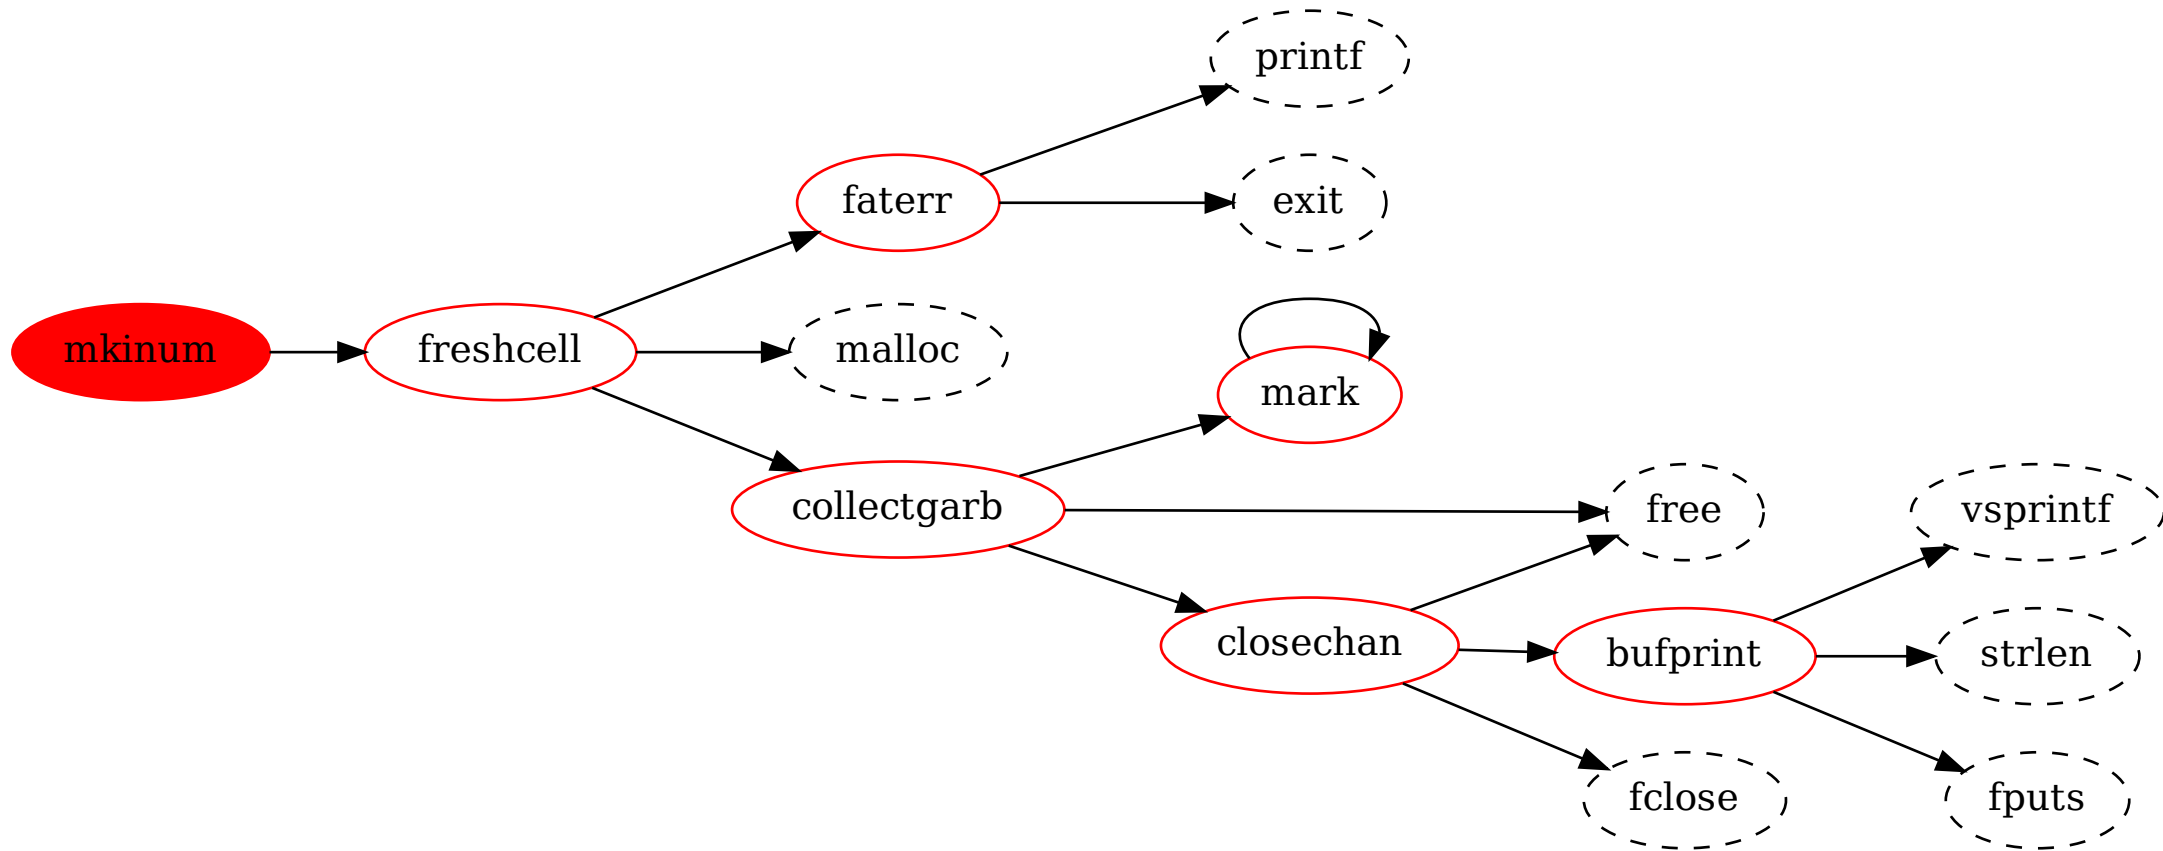 printf
faterr
exit
mkinum
freshcell
malloc
mark
collectgarb
free
vsprintf
closechan
bufprint
strlen
fclose
fputs